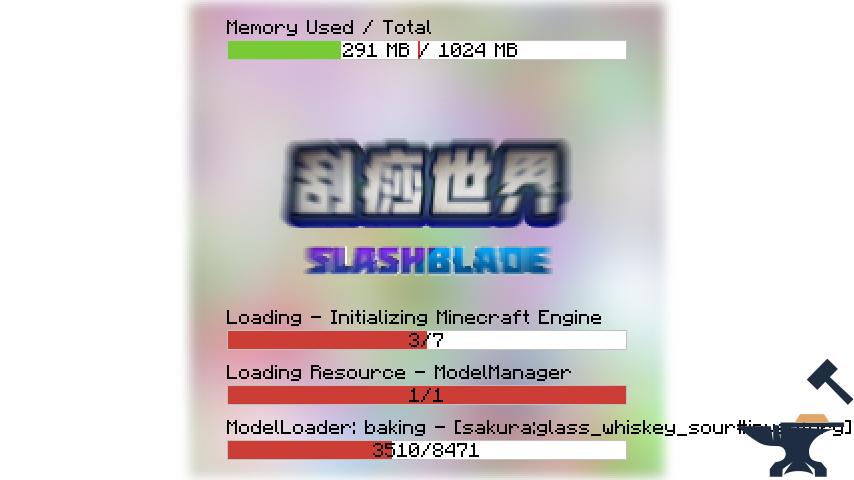 Memory Used / Total
291 MB / 1024 MB
刮痧世界
SLASHBLADE
Loading - Initializing Minecraft Engine
3/7
Loading Resource - ModelManager
1/1
ModelLoader: baking - [sakura:glass_whiskey_sour#inventory]
3510/8471